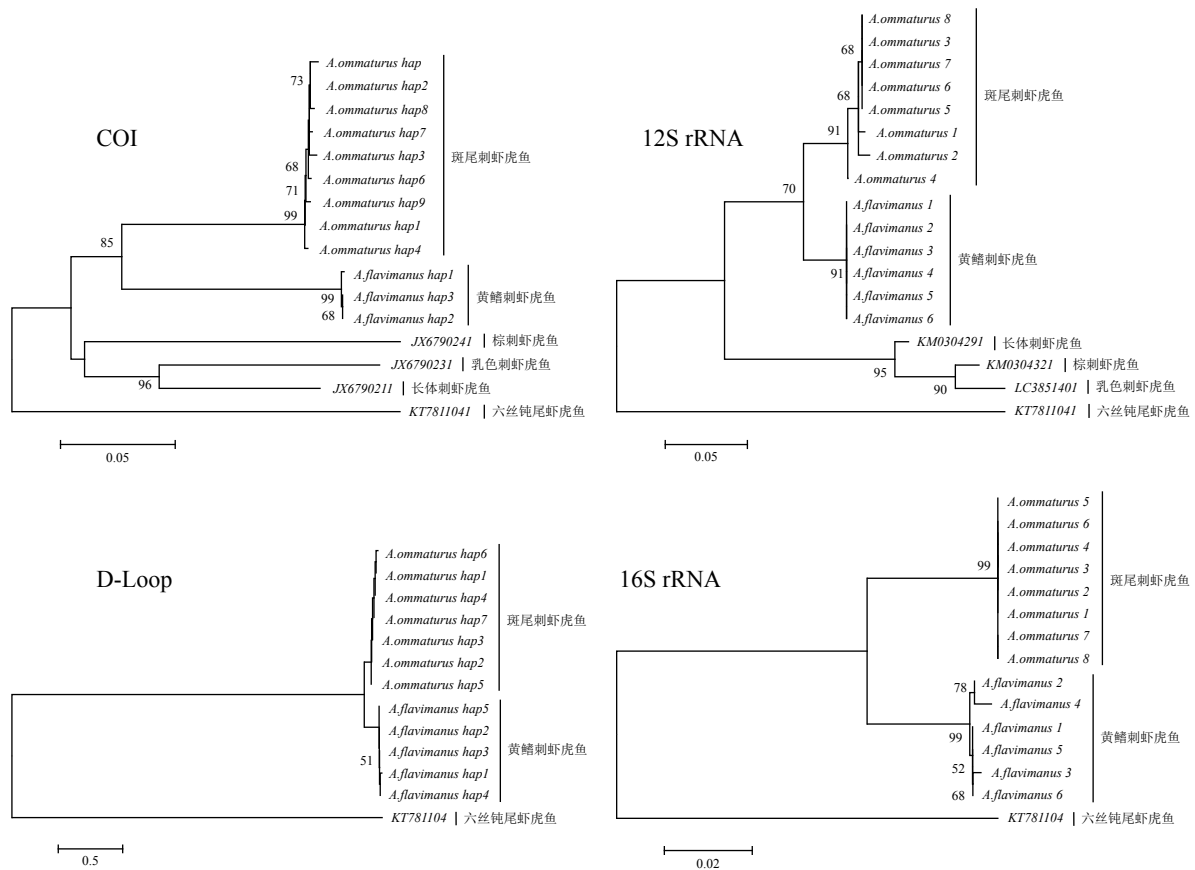 COI
73
A.ommaturus hap
A.ommaturus hap2
A.ommaturus hap8
A.ommaturus hap7
A.ommaturus hap3
68
A.ommaturus hap6
71
A.ommaturus hap9
99
A.ommaturus hap1
A.ommaturus hap4
斑尾刺虾虎鱼
85
A.flavimanus hap1
99
A.flavimanus hap3
68
A.flavimanus hap2
黄鳍刺虾虎鱼
JX6790241 棕刺虾虎鱼
JX6790231 乳色刺虾虎鱼
96
JX6790211 长体刺虾虎鱼
KT7811041 六丝钝尾虾虎鱼
0.05
12S rRNA
A.ommaturus 8
68
A.ommaturus 3
A.ommaturus 7
A.ommaturus 6
68
A.ommaturus 5
91
A.ommaturus 1
A.ommaturus 2
A.ommaturus 4
斑尾刺虾虎鱼
70
A.flavimanus 1
A.flavimanus 2
A.flavimanus 3
91
A.flavimanus 4
A.flavimanus 5
A.flavimanus 6
黄鳍刺虾虎鱼
KM0304291 长体刺虾虎鱼
95
KM0304321 棕刺虾虎鱼
90
LC3851401 乳色刺虾虎鱼
KT7811041 六丝钝尾虾虎鱼
0.05
D-Loop
A.ommaturus hap6
A.ommaturus hap1
A.ommaturus hap4
A.ommaturus hap7
A.ommaturus hap3
A.ommaturus hap2
A.ommaturus hap5
斑尾刺虾虎鱼
A.flavimanus hap5
A.flavimanus hap2
A.flavimanus hap3
51
A.flavimanus hap1
A.flavimanus hap4
黄鳍刺虾虎鱼
KT781104 六丝钝尾虾虎鱼
0.5
16S rRNA
A.ommaturus 5
A.ommaturus 6
A.ommaturus 4
99
A.ommaturus 3
A.ommaturus 2
A.ommaturus 1
A.ommaturus 7
A.ommaturus 8
斑尾刺虾虎鱼
78
A.flavimanus 2
A.flavimanus 4
A.flavimanus 1
99
A.flavimanus 5
52
A.flavimanus 3
68
A.flavimanus 6
黄鳍刺虾虎鱼
KT781104 六丝钝尾虾虎鱼
0.02